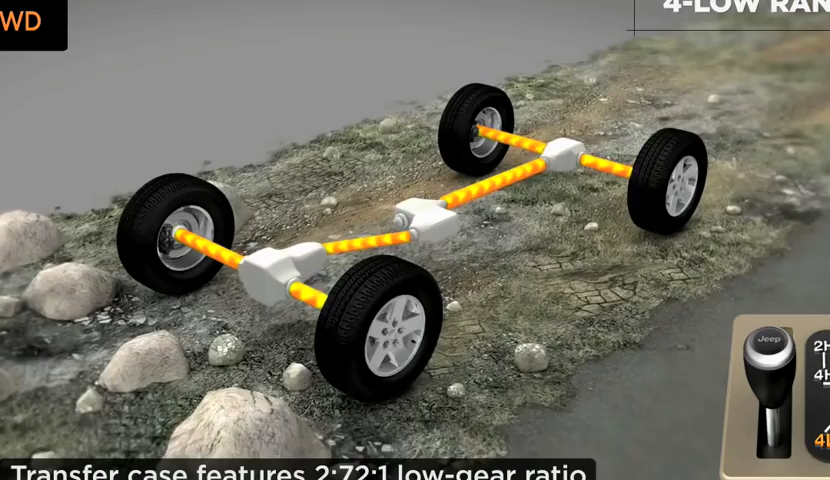 WD
4-LOW RAN
Jeep
2H
4H
4L
Transfer case features 2:72:1 low-gear ratio